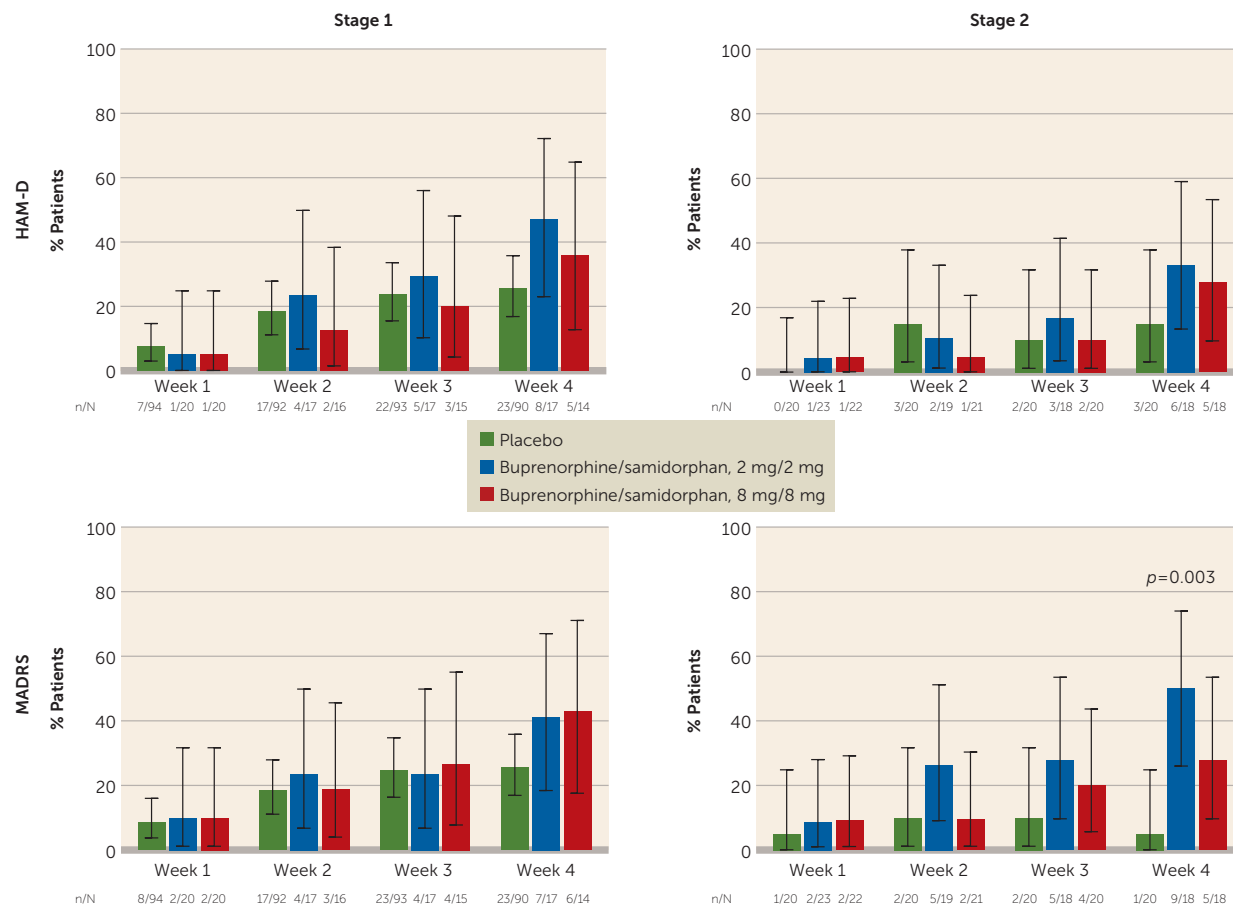 Stage 1
Stage 2
HAM-D
% Patients
100
80
60
40
20
0
Week 1 Week 2 Week 3 Week 4
n/N 7/94 1/20 1/20 17/92 4/17 2/16 22/93 5/17 3/15 23/90 8/17 5/14
% Patients
100
80
60
40
20
0
Week 1 Week 2 Week 3 Week 4
n/N 0/20 1/23 1/22 3/20 2/19 1/21 2/20 3/18 2/20 3/20 6/18 5/18
Placebo
Buprenorphine/samidorphan, 2 mg/2 mg
Buprenorphine/samidorphan, 8 mg/8 mg
MADRS
% Patients
100
80
60
40
20
0
Week 1 Week 2 Week 3 Week 4
n/N 8/94 2/20 2/20 17/92 4/17 3/16 23/93 4/17 4/15 23/90 7/17 6/14
% Patients
100
80
60
40
20
0
p=0.003
Week 1 Week 2 Week 3 Week 4
n/N 1/20 2/23 2/22 2/20 5/19 2/21 2/20 5/18 4/20 1/20 9/18 5/18